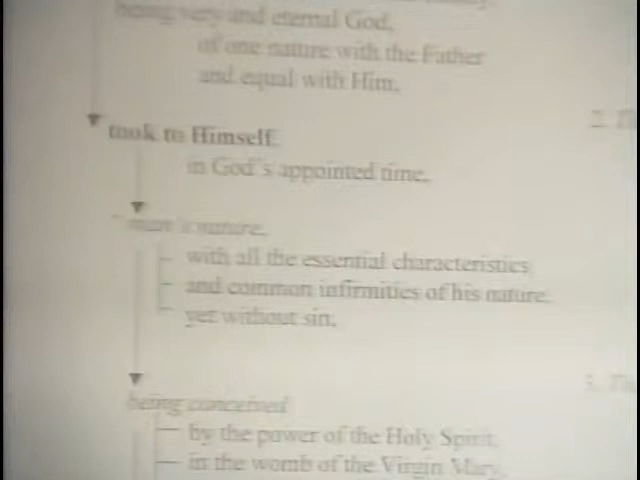 being very and eternal God,
of one nature with the Father
and equal with Him,
2.
took to Himself,
in God's appointed time,
man's nature,
with all the essential characteristics
and common infirmities of his nature,
yet without sin,
being conceived
by the power of the Holy Spirit,
in the womb of the Virgin Mary,